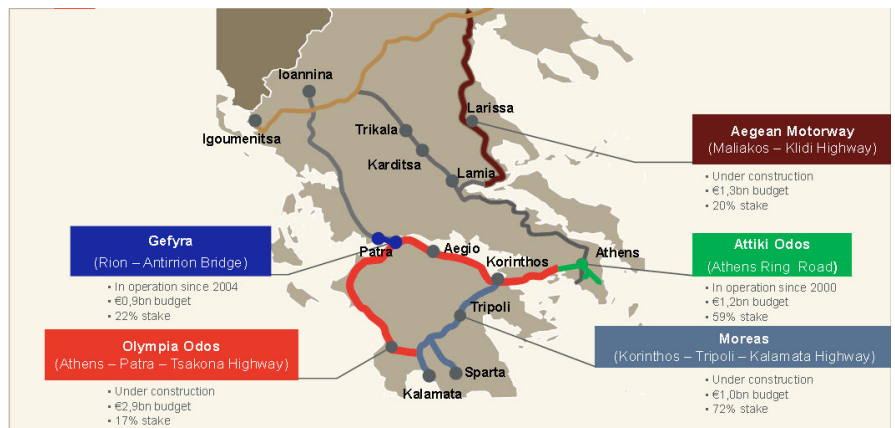 Ioannina
Igoumenitsa
Larissa
Trikala
Karditsa
Lamia
Aegean Motorway
(Maliakos – Klidi Highway)
• Under construction
• €1,3bn budget
• 20% stake
Gefyra
(Rion – Antirrion Bridge)
• In operation since 2004
• €0,9bn budget
• 22% stake
Patra
Aegio
Korinthos
Athens
Attiki Odos
(Athens Ring Road)
• In operation since 2000
• €1,2bn budget
• 59% stake
Tripoli
Olympia Odos
(Athens – Patra – Tsakona Highway)
• Under construction
• €2,9bn budget
• 17% stake
Sparta
Kalamata
Moreas
(Korinthos – Tripoli – Kalamata Highway)
• Under construction
• €1,0bn budget
• 72% stake